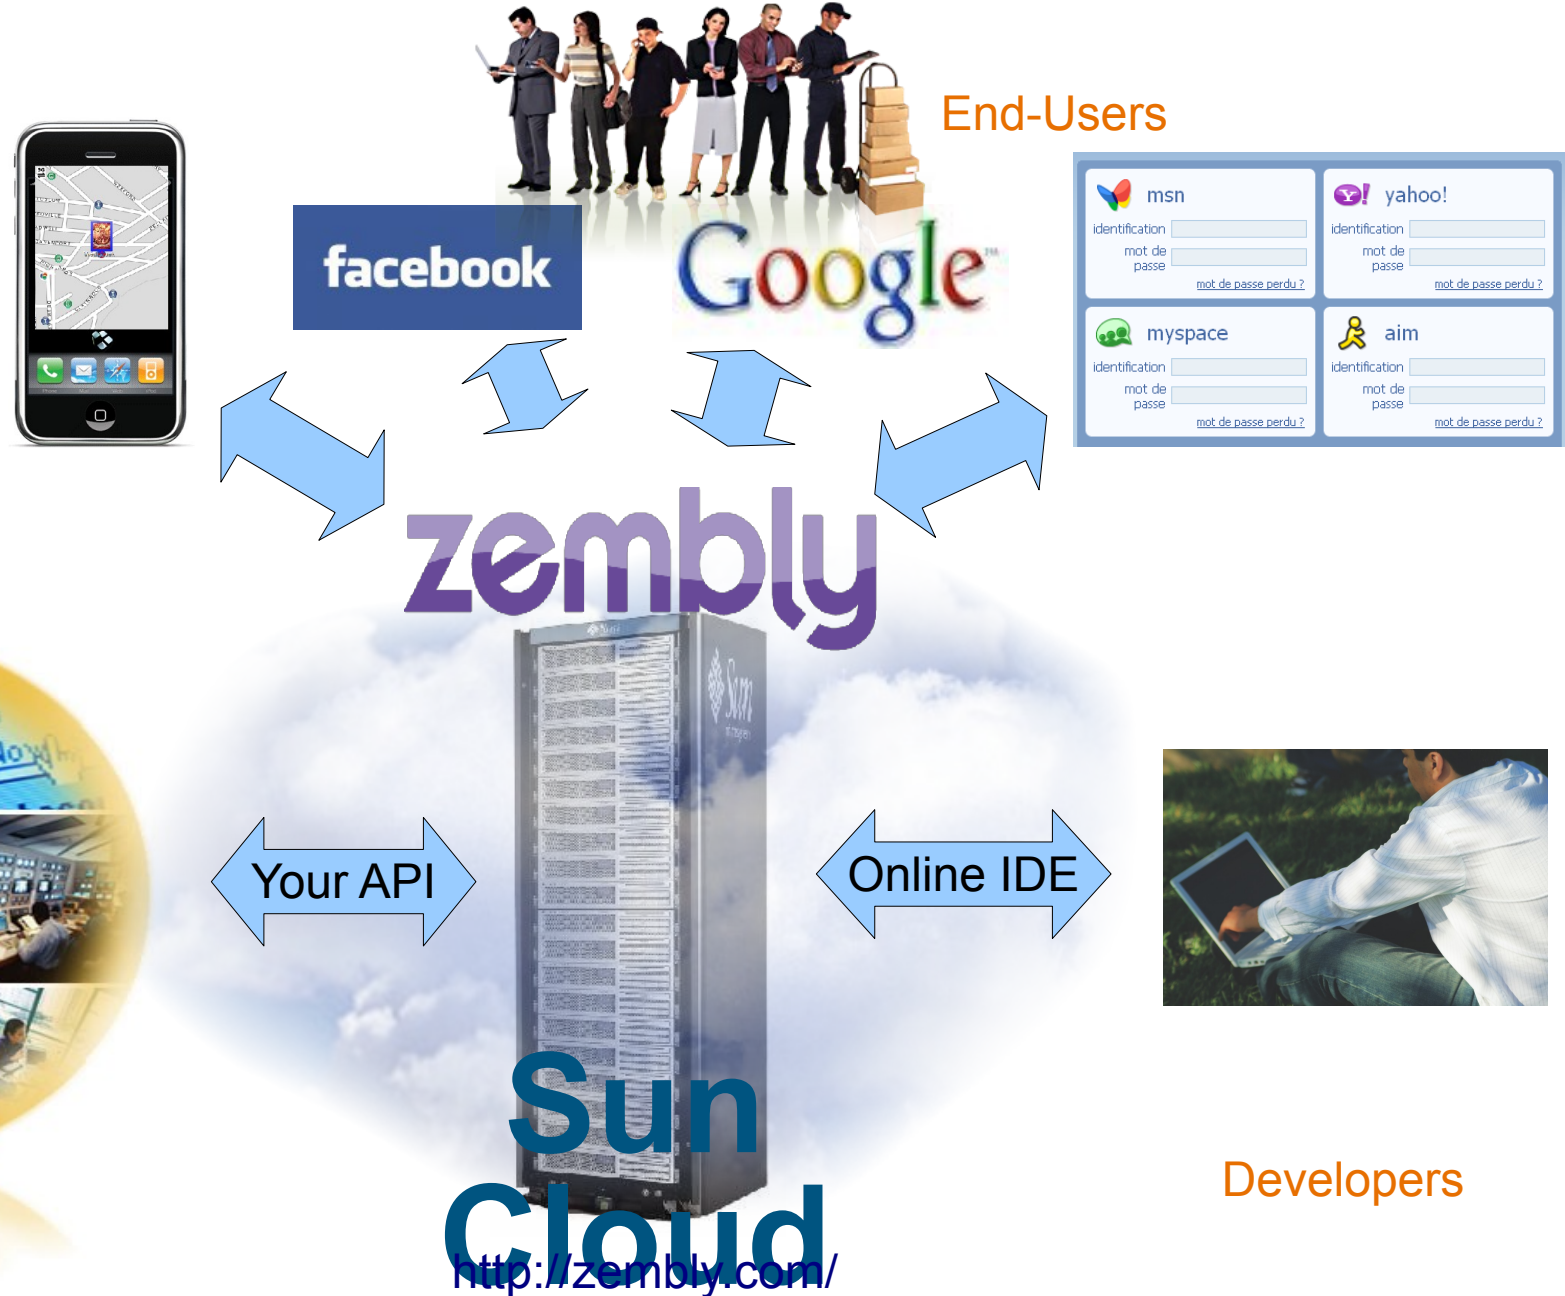 End-Users
facebook
Google
msn
identification
mot de
passe
mot de passe perdu ?
yahoo!
identification
mot de
passe
mot de passe perdu ?
myspace
identification
mot de
passe
mot de passe perdu ?
aim
identification
mot de
passe
mot de passe perdu ?
zembly
Sun
Your API
Online IDE
Sun
Cloud
http://zembly.com/
Developers